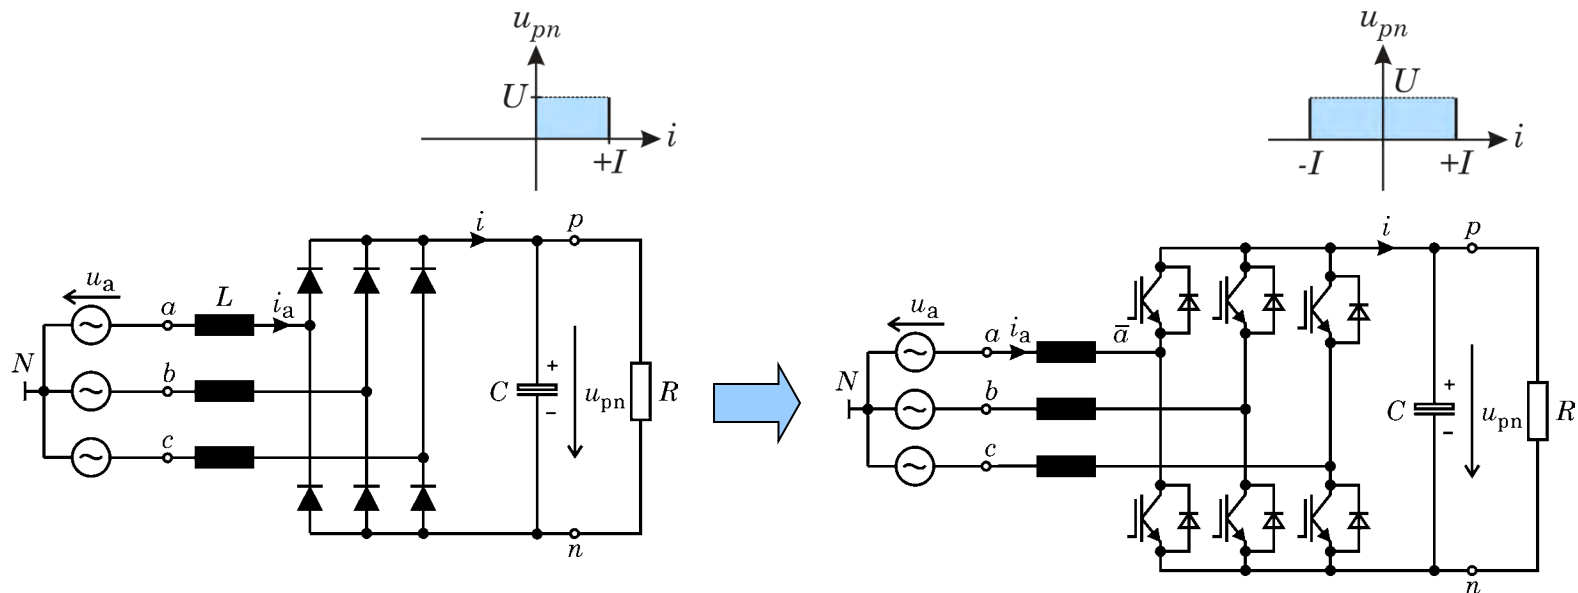 u_pn
U
i
+I
u_pn
U
i
-I
+I
i
p
u_a
a
L
i_a
N
b
c
C
+
-
u_pn
R
n
i
p
u_a
a
i_a
a̅
N
b
c
C
+
-
u_pn
R
n